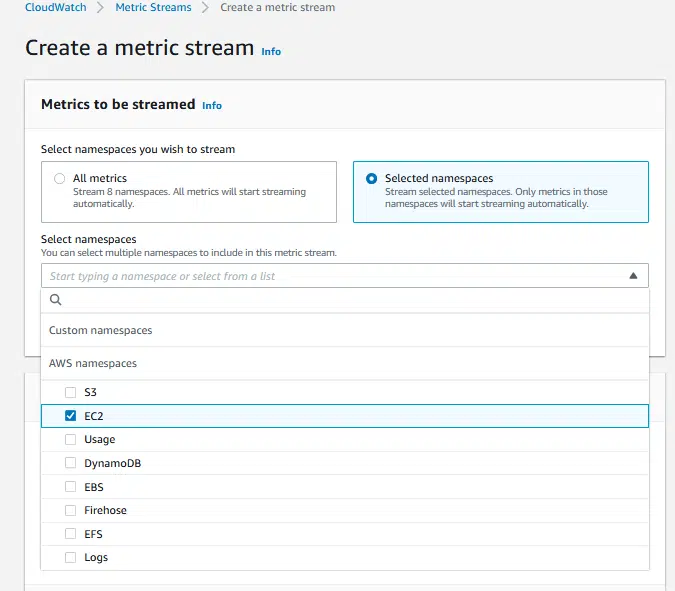 CloudWatch > Metric Streams > Create a metric stream
Create a metric stream Info
Metrics to be streamed Info
Select namespaces you wish to stream
All metrics
Stream 8 namespaces. All metrics will start streaming
automatically.
Selected namespaces
Stream selected namespaces. Only metrics in those
namespaces will start streaming automatically.
Select namespaces
You can select multiple namespaces to include in this metric stream.
Start typing a namespace or select from a list
Custom namespaces
AWS namespaces
S3
EC2
Usage
DynamoDB
EBS
Firehose
EFS
Logs